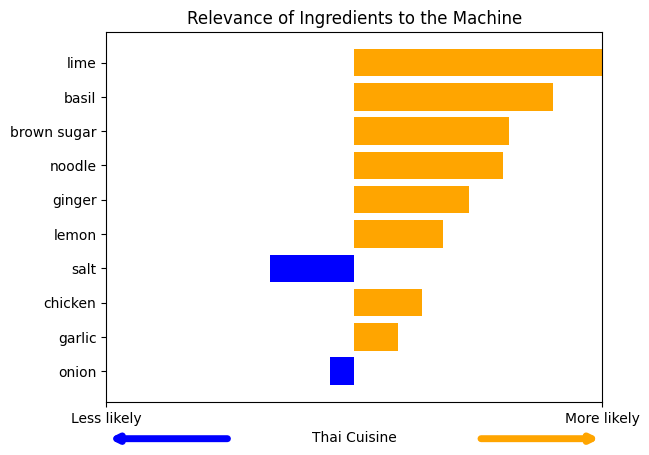 Relevance of Ingredients to the Machine
lime
basil
brown sugar
noodle
ginger
lemon
salt
chicken
garlic
onion
Less likely
More likely
Thai Cuisine